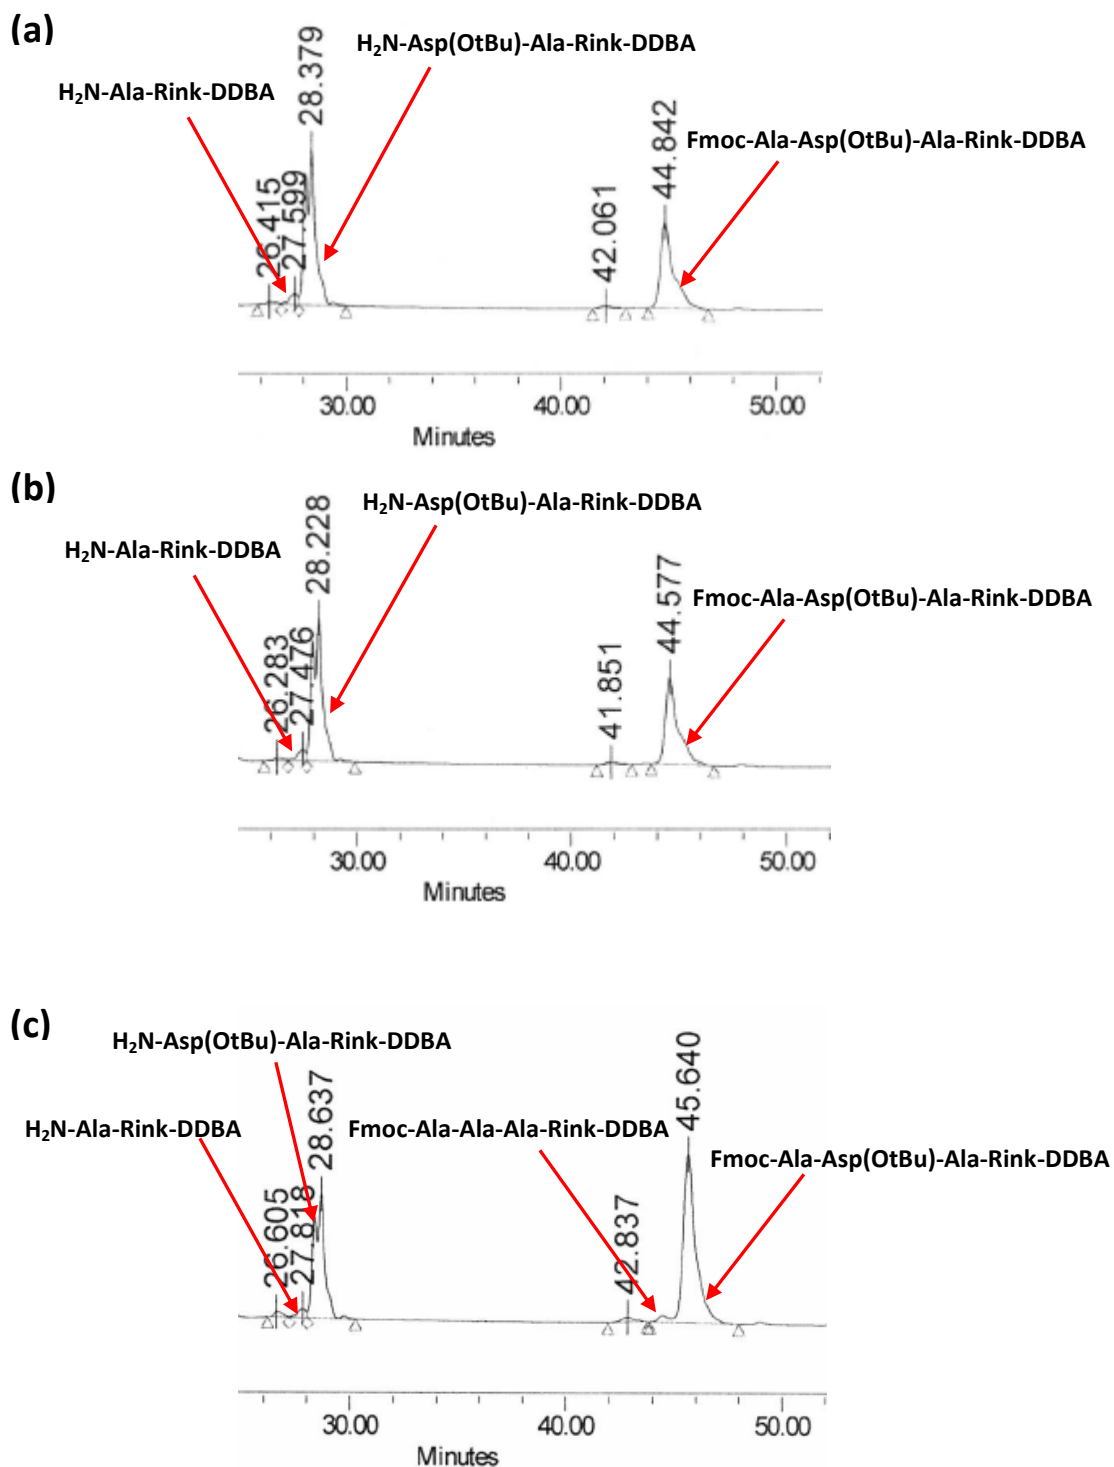 (a)
H₂N-Asp(OtBu)-Ala-Rink-DDBA
H₂N-Ala-Rink-DDBA
Fmoc-Ala-Asp(OtBu)-Ala-Rink-DDBA
26.415
27.599
28.379
42.061
44.842
30.00 40.00 50.00
Minutes
(b)
H₂N-Asp(OtBu)-Ala-Rink-DDBA
H₂N-Ala-Rink-DDBA
Fmoc-Ala-Asp(OtBu)-Ala-Rink-DDBA
26.283
27.476
28.228
41.851
44.577
30.00 40.00 50.00
Minutes
(c)
H₂N-Asp(OtBu)-Ala-Rink-DDBA
H₂N-Ala-Rink-DDBA
Fmoc-Ala-Ala-Ala-Rink-DDBA
Fmoc-Ala-Asp(OtBu)-Ala-Rink-DDBA
26.605
27.818
28.637
42.837
45.640
30.00 40.00 50.00
Minutes